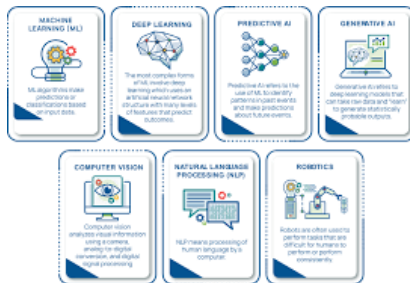 MACHINE
LEARNING (ML)
ML algorithms make
predictions or
classifications based
on input data.
DEEP LEARNING
The most complex forms
of ML involve deep
learning which uses an
artificial neural network
structure with many levels
of features that predict
outcomes.
PREDICTIVE AI
Predictive AI refers to
the use of ML to identify
patterns in past events
and make predictions
about future events.
GENERATIVE AI
Generative AI refers to
deep learning models that
can take raw data and "learn"
to generate statistically
probable outputs.
COMPUTER VISION
Computer vision
analyzes visual information
using a camera,
analog-to-digital
conversion, and digital
signal processing.
NATURAL LANGUAGE
PROCESSING (NLP)
NLP means processing of
human language by a
computer.
ROBOTICS
Robots are often used to
perform tasks that are
difficult for humans to
perform or perform
consistently.